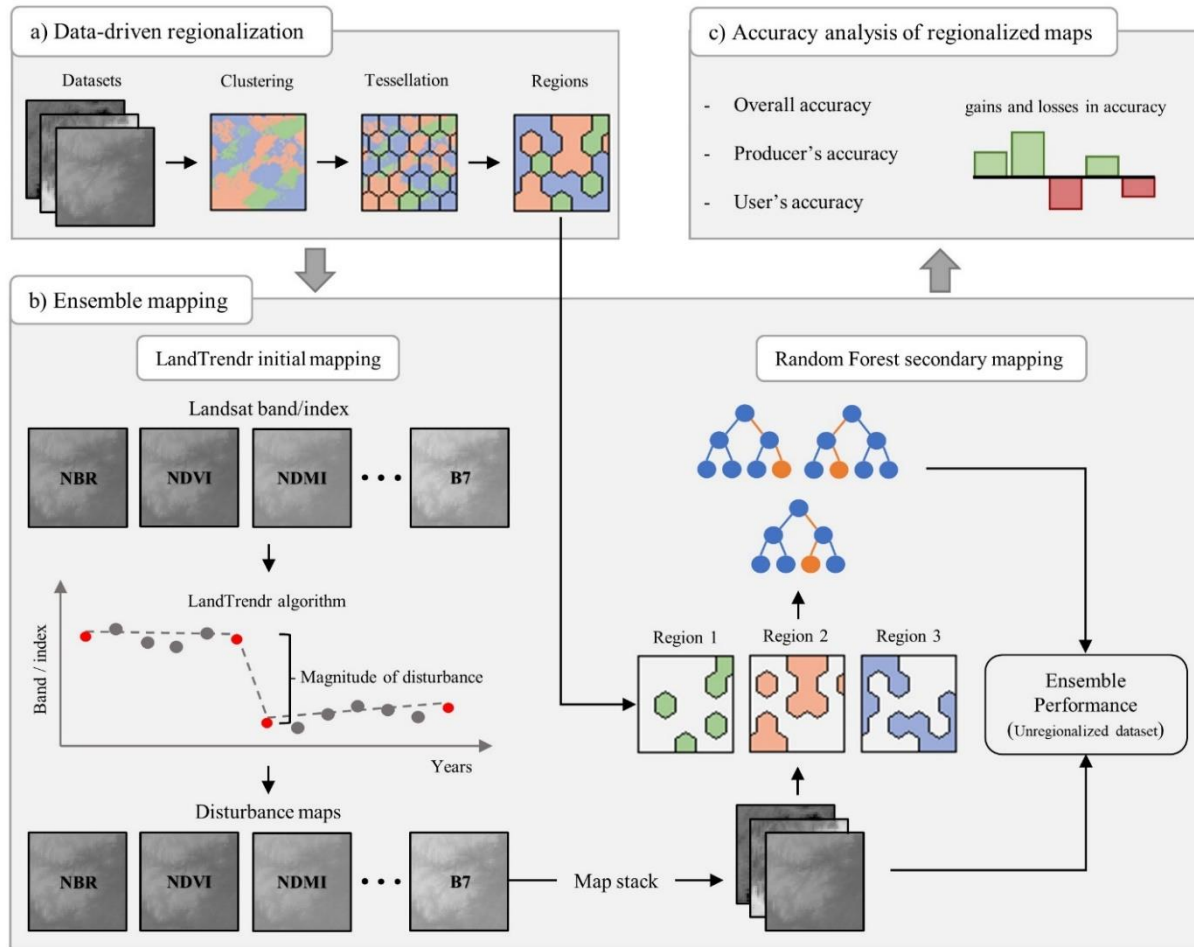 a) Data-driven regionalization
Datasets
Clustering
Tessellation
Regions
c) Accuracy analysis of regionalized maps
- Overall accuracy
- Producer's accuracy
- User's accuracy
gains and losses in accuracy
b) Ensemble mapping
LandTrendr initial mapping
Landsat band/index
NBR
NDVI
NDMI
• • •
B7
LandTrendr algorithm
Band / index
Magnitude of disturbance
Years
Disturbance maps
NBR
NDVI
NDMI
• • •
B7
Map stack
Random Forest secondary mapping
Region 1
Region 2
Region 3
Ensemble
Performance
(Unregionalized dataset)